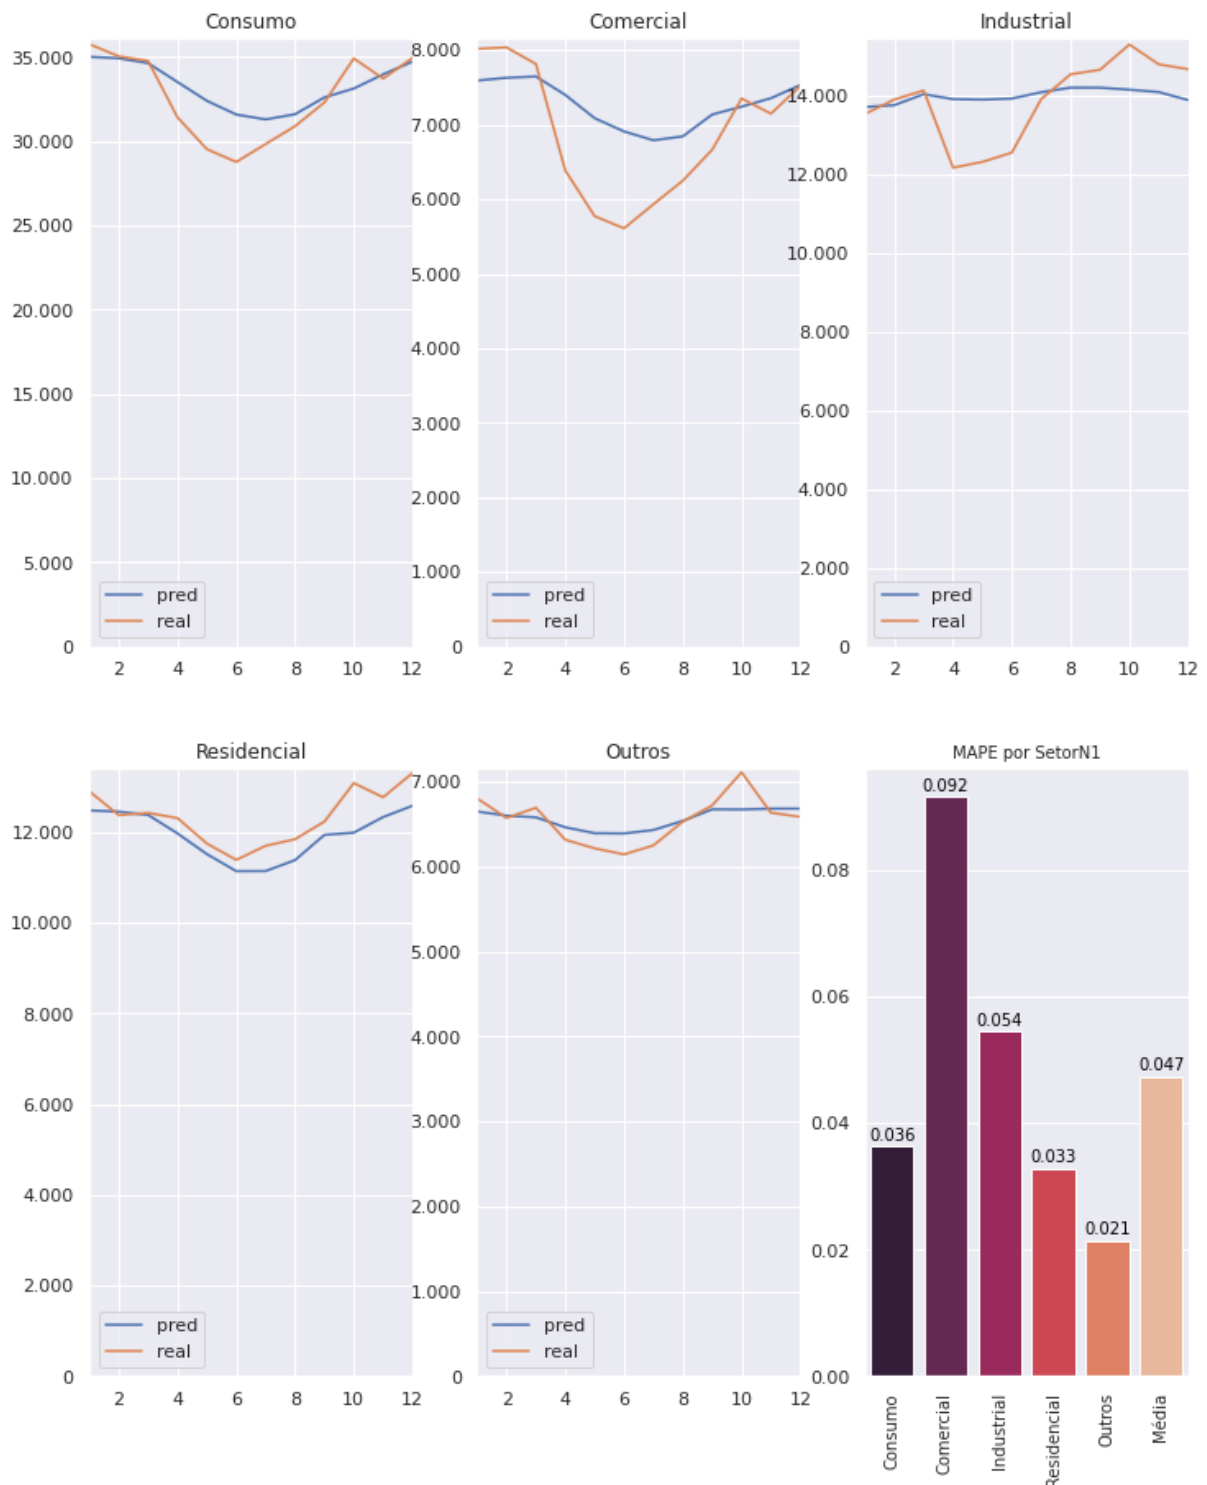 Consumo
35.000
30.000
25.000
20.000
15.000
10.000
5.000
0
pred
real
2 4 6 8 10 12
Comercial
8.000
7.000
6.000
5.000
4.000
3.000
2.000
1.000
0
pred
real
2 4 6 8 10 12
Industrial
14.000
12.000
10.000
8.000
6.000
4.000
2.000
0
pred
real
2 4 6 8 10 12
Residencial
12.000
10.000
8.000
6.000
4.000
2.000
0
pred
real
2 4 6 8 10 12
Outros
7.000
6.000
5.000
4.000
3.000
2.000
1.000
0
pred
real
2 4 6 8 10 12
MAPE por SetorN1
0.08
0.06
0.04
0.02
0.00
0.036
0.092
0.054
0.033
0.021
0.047
Consumo
Comercial
Industrial
Residencial
Outros
Média